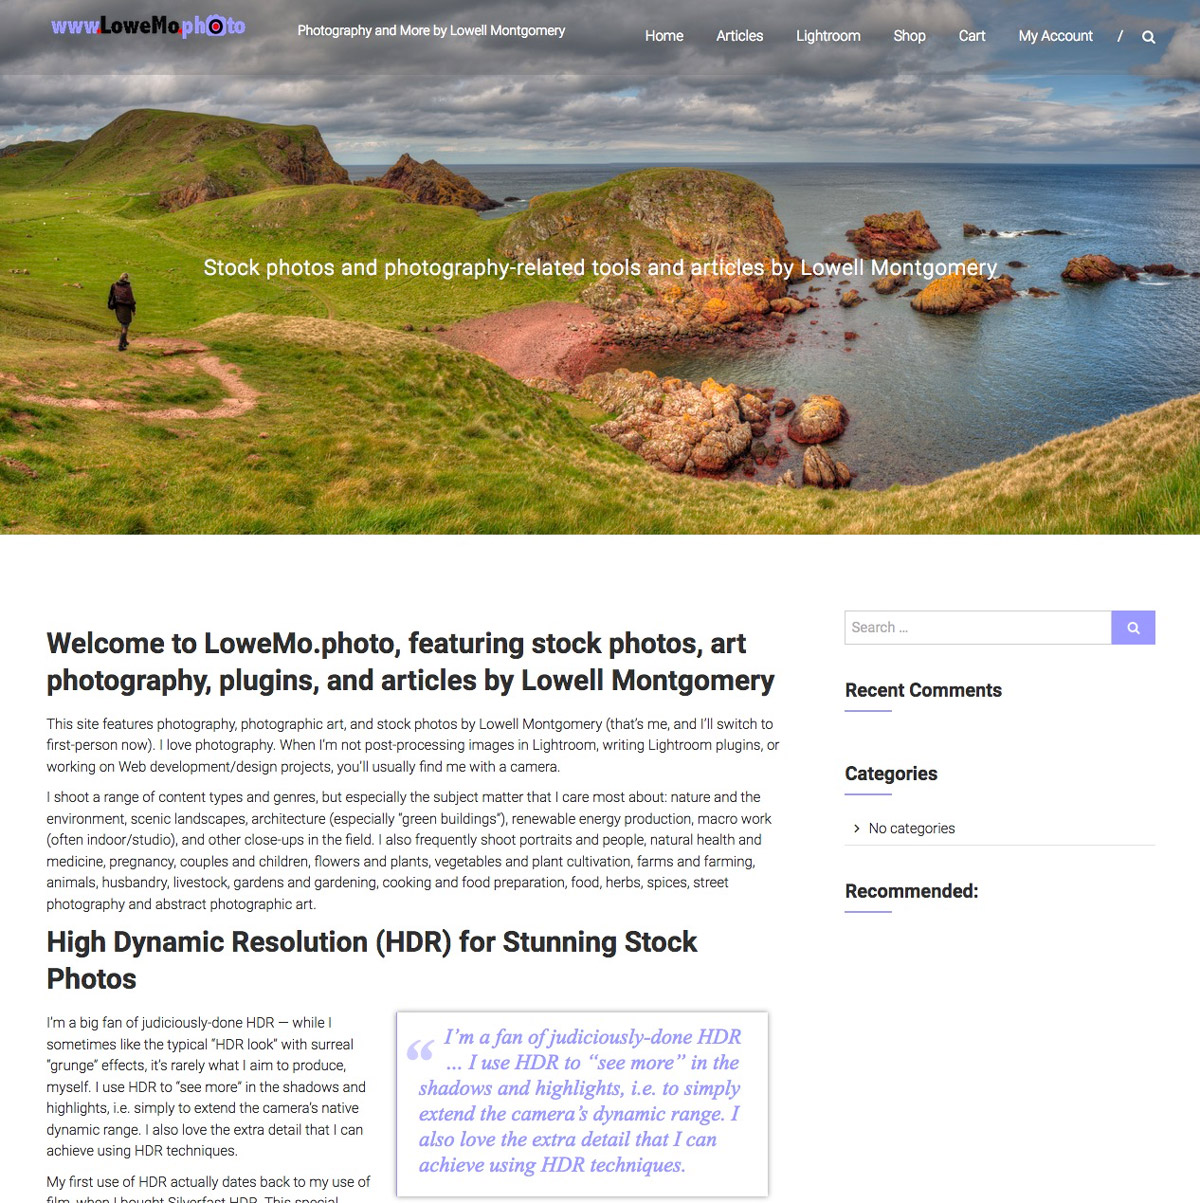 www.LoweMo.photo
Photography and More by Lowell Montgomery
Home Articles Lightroom Shop Cart My Account /
Stock photos and photography-related tools and articles by Lowell Montgomery
Welcome to LoweMo.photo, featuring stock photos, art
photography, plugins, and articles by Lowell Montgomery
This site features photography, photographic art, and stock photos by Lowell Montgomery (that’s me, and I’ll switch to
first-person now). I love photography. When I’m not post-processing images in Lightroom, writing Lightroom plugins, or
working on Web development/design projects, you’ll usually find me with a camera.
I shoot a range of content types and genres, but especially the subject matter that I care most about: nature and the
environment, scenic landscapes, architecture (especially “green buildings”), renewable energy production, macro work
(often indoor/studio), and other close-ups in the field. I also frequently shoot portraits and people, natural health and
medicine, pregnancy, couples and children, flowers and plants, vegetables and plant cultivation, farms and farming,
animals, husbandry, livestock, gardens and gardening, cooking and food preparation, food, herbs, spices, street
photography and abstract photographic art.
High Dynamic Resolution (HDR) for Stunning Stock
Photos
I’m a big fan of judiciously-done HDR — while I
sometimes like the typical “HDR look” with surreal
“grunge” effects, it’s rarely what I aim to produce,
myself. I use HDR to “see more” in the shadows and
highlights, i.e. simply to extend the camera’s native
dynamic range. I also love the extra detail that I can
achieve using HDR techniques.
My first use of HDR actually dates back to my use of
film, when I bought Silverfast HDR. This special
“ I’m a fan of judiciously-done HDR
... I use HDR to “see more” in the
shadows and highlights, i.e. to simply
extend the camera’s dynamic range. I
also love the extra detail that I can
achieve using HDR techniques.
Search ...
Recent Comments
Categories
No categories
Recommended: